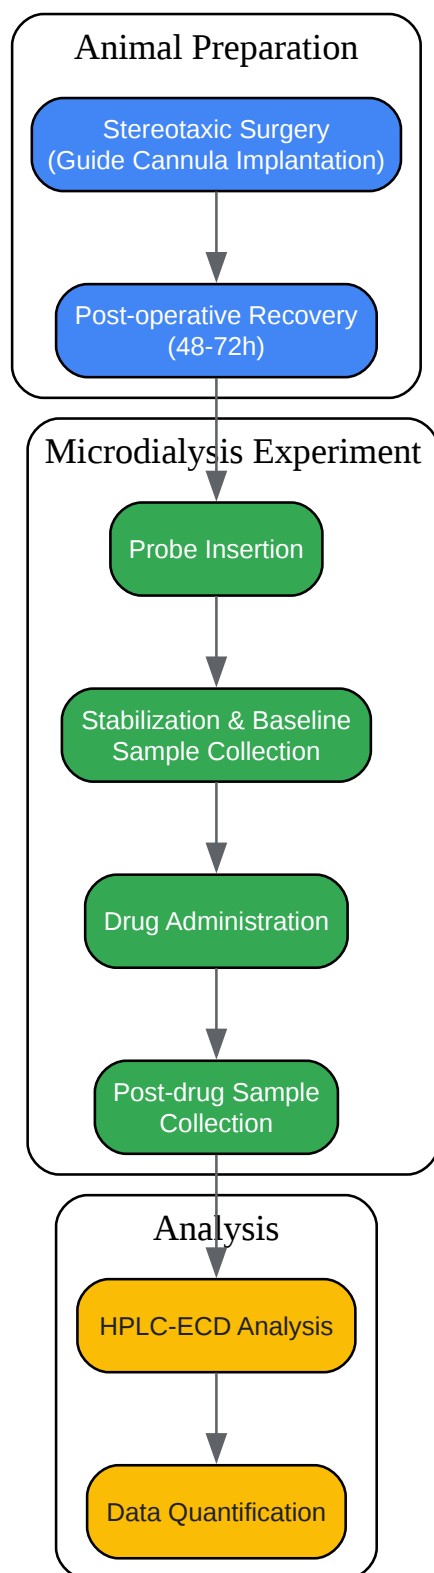 Animal Preparation
Stereotaxic Surgery
(Guide Cannula Implantation)
Post-operative Recovery
(48-72h)
Microdialysis Experiment
Probe Insertion
Stabilization & Baseline
Sample Collection
Drug Administration
Post-drug Sample
Collection
Analysis
HPLC-ECD Analysis
Data Quantification